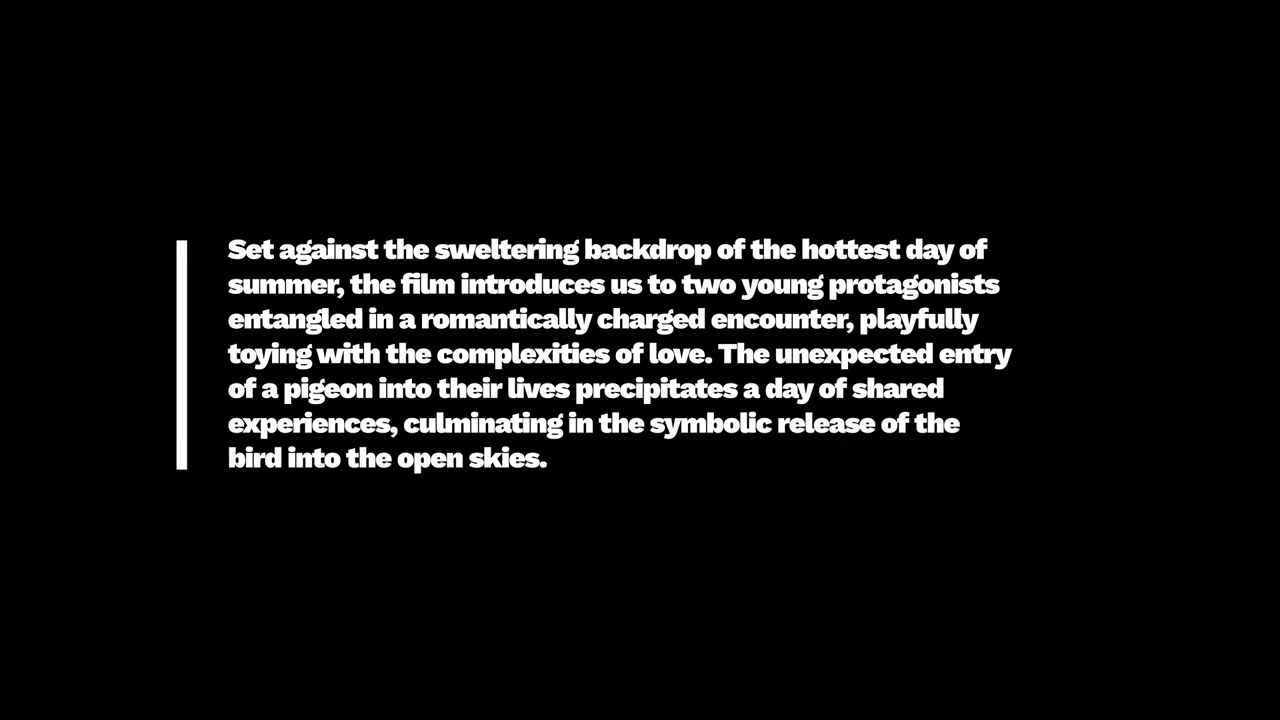 Set against the sweltering backdrop of the hottest day of
summer, the film introduces us to two young protagonists
entangled in a romantically charged encounter, playfully
toying with the complexities of love. The unexpected entry
of a pigeon into their lives precipitates a day of shared
experiences, culminating in the symbolic release of the
bird into the open skies.